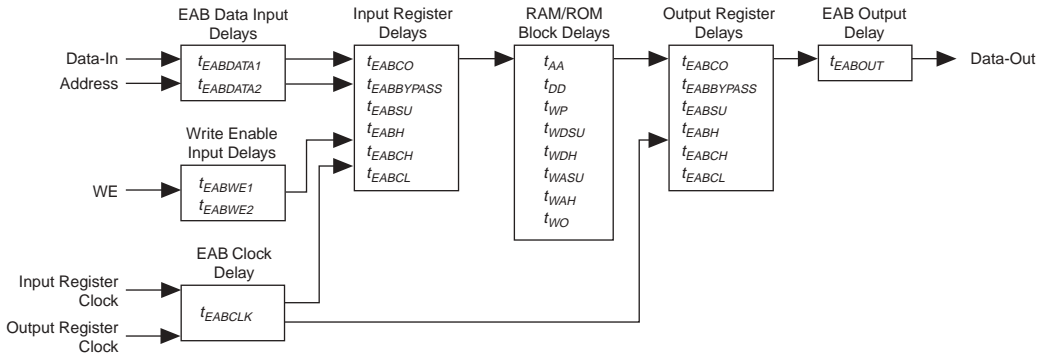 EAB Data Input
Delays
Input Register
Delays
RAM/ROM
Block Delays
Output Register
Delays
EAB Output
Delay
Data-In
Address
tEABDATA1
tEABDATA2
tEABCO
tEABBYPASS
tEABSU
tEABH
tEABCH
tEABCL
tAA
tDD
tWP
tWDSU
tWDH
tWASU
tWAH
tWO
tEABCO
tEABBYPASS
tEABSU
tEABH
tEABCH
tEABCL
tEABOUT
Data-Out
Write Enable
Input Delays
WE
tEABWE1
tEABWE2
EAB Clock
Delay
Input Register
Clock
tEABCLK
Output Register
Clock